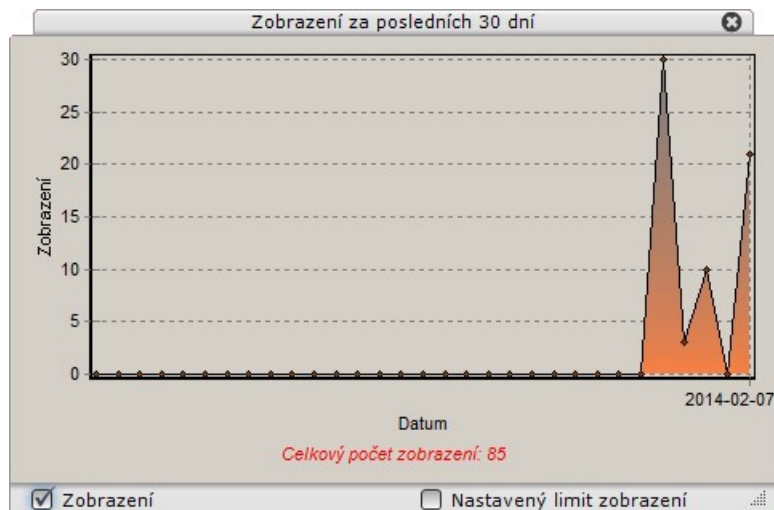 Zobrazení za posledních 30 dní
30
25
20
15
10
5
0
Zobrazení
2014-02-07
Datum
Celkový počet zobrazení: 85
Zobrazení
Nastavený limit zobrazení